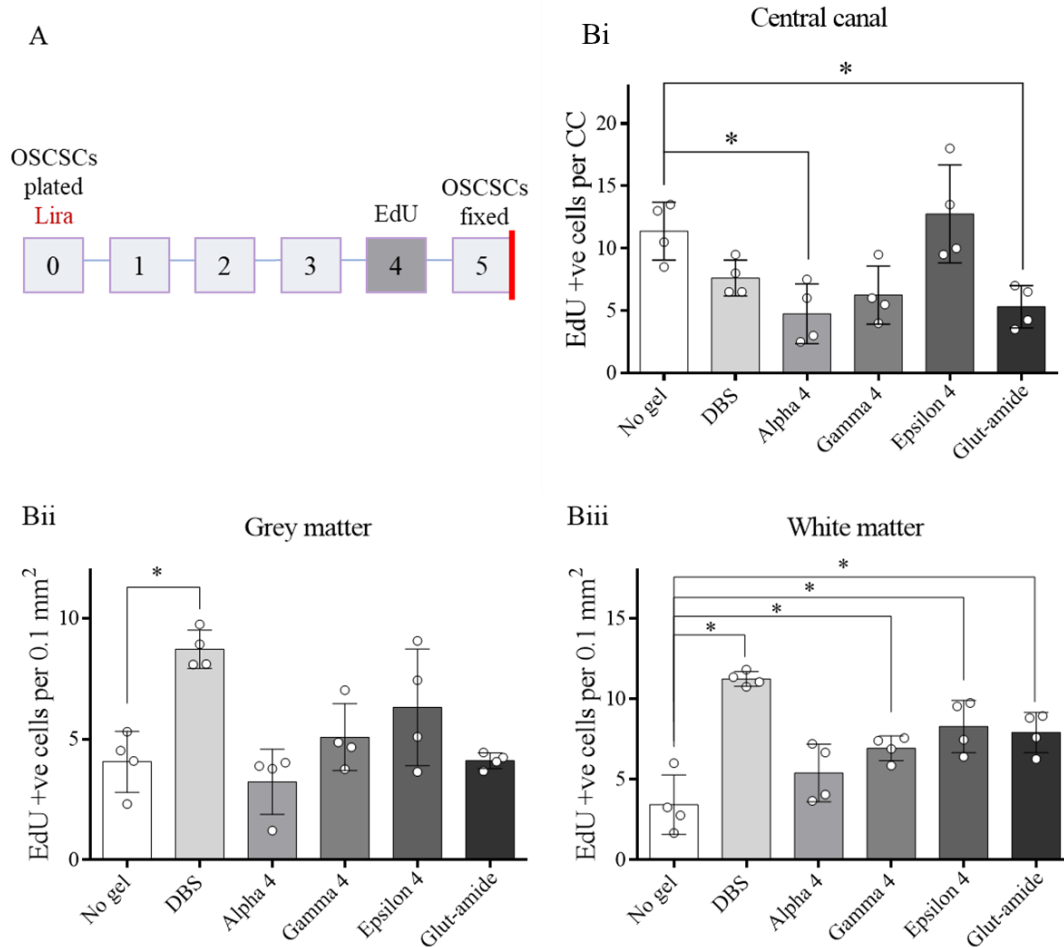 A
OSCSCs
plated
Lira
EdU
OSCSCs
fixed
0
1
2
3
4
5
Bi
Central canal
*
*
EdU +ve cells per CC
20
15
10
5
0
No gel
DBS
Alpha 4
Gamma 4
Epsilon 4
Glut-amide
Bii
Grey matter
*
EdU +ve cells per 0.1 mm²
10
5
0
No gel
DBS
Alpha 4
Gamma 4
Epsilon 4
Glut-amide
Biii
White matter
*
*
*
*
EdU +ve cells per 0.1 mm²
15
10
5
0
No gel
DBS
Alpha 4
Gamma 4
Epsilon 4
Glut-amide